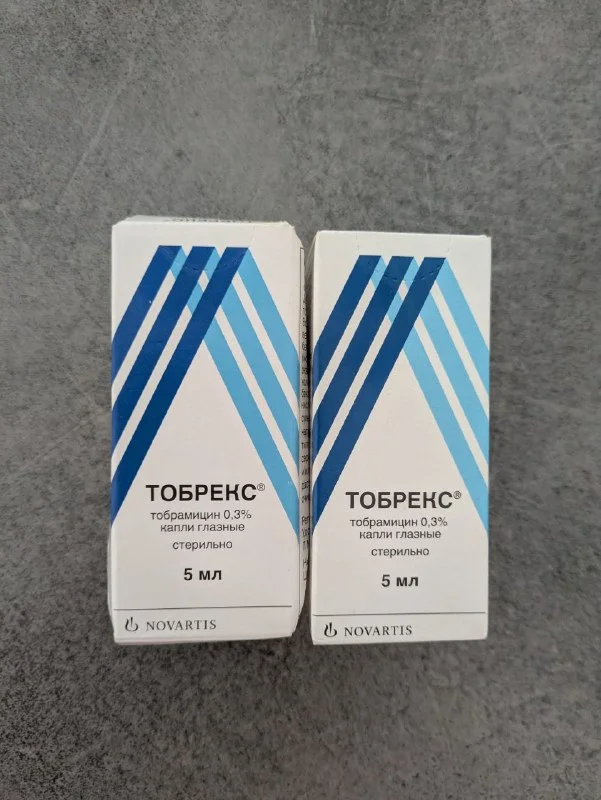 ТОБРЕКС®
тобрамицин 0,3%
капли глазные
стерильно
5 мл
NOVARTIS
ТОБРЕКС®
тобрамицин 0,3%
капли глазные
стерильно
5 мл
NOVARTIS